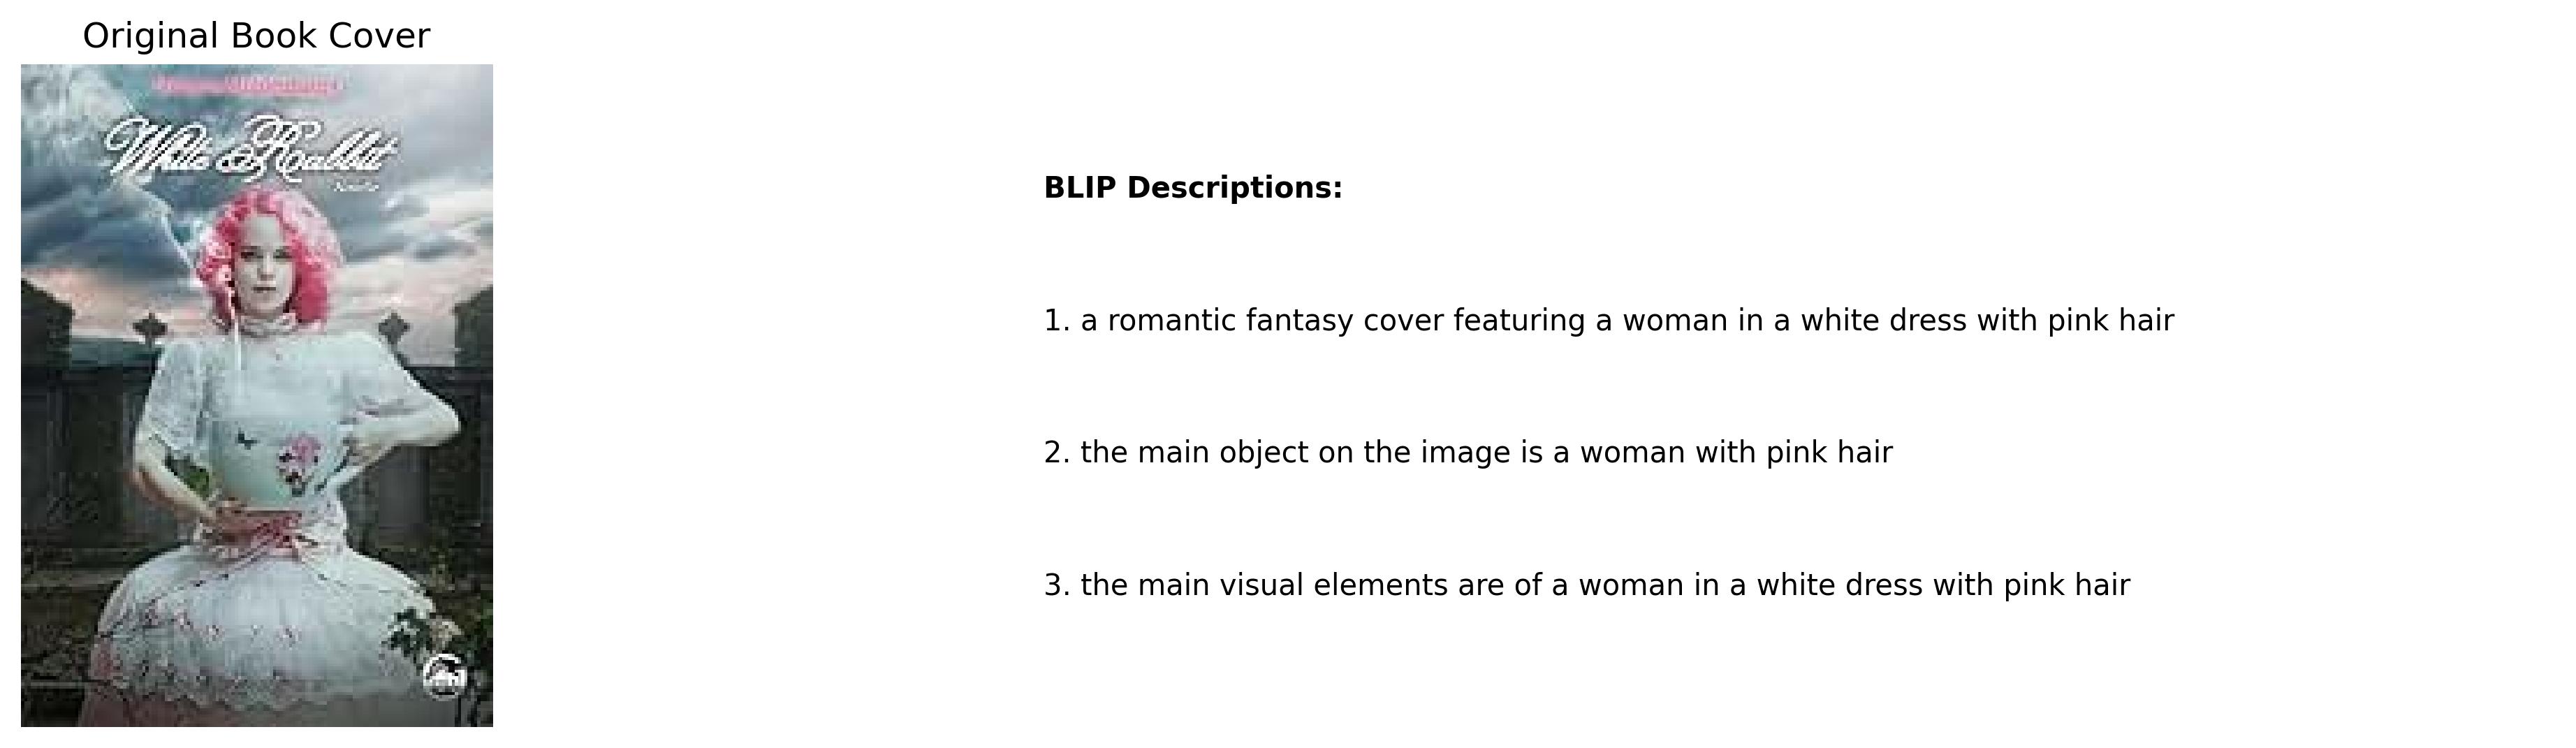 Original Book Cover
White & Rabbit
BLIP Descriptions:
1. a romantic fantasy cover featuring a woman in a white dress with pink hair
2. the main object on the image is a woman with pink hair
3. the main visual elements are of a woman in a white dress with pink hair